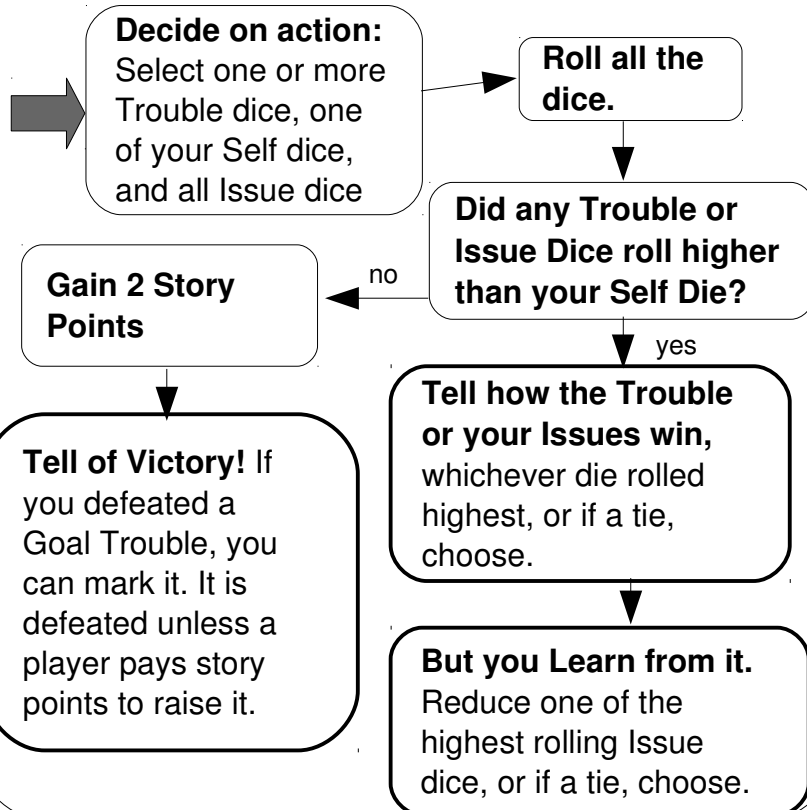 Decide on action:
Select one or more
Trouble dice, one
of your Self dice,
and all Issue dice
Roll all the
dice.
Did any Trouble or
Issue Dice roll higher
than your Self Die?
no
Gain 2 Story
Points
Tell of Victory! If
you defeated a
Goal Trouble, you
can mark it. It is
defeated unless a
player pays story
points to raise it.
yes
Tell how the Trouble
or your Issues win,
whichever die rolled
highest, or if a tie,
choose.
But you Learn from it.
Reduce one of the
highest rolling Issue
dice, or if a tie, choose.